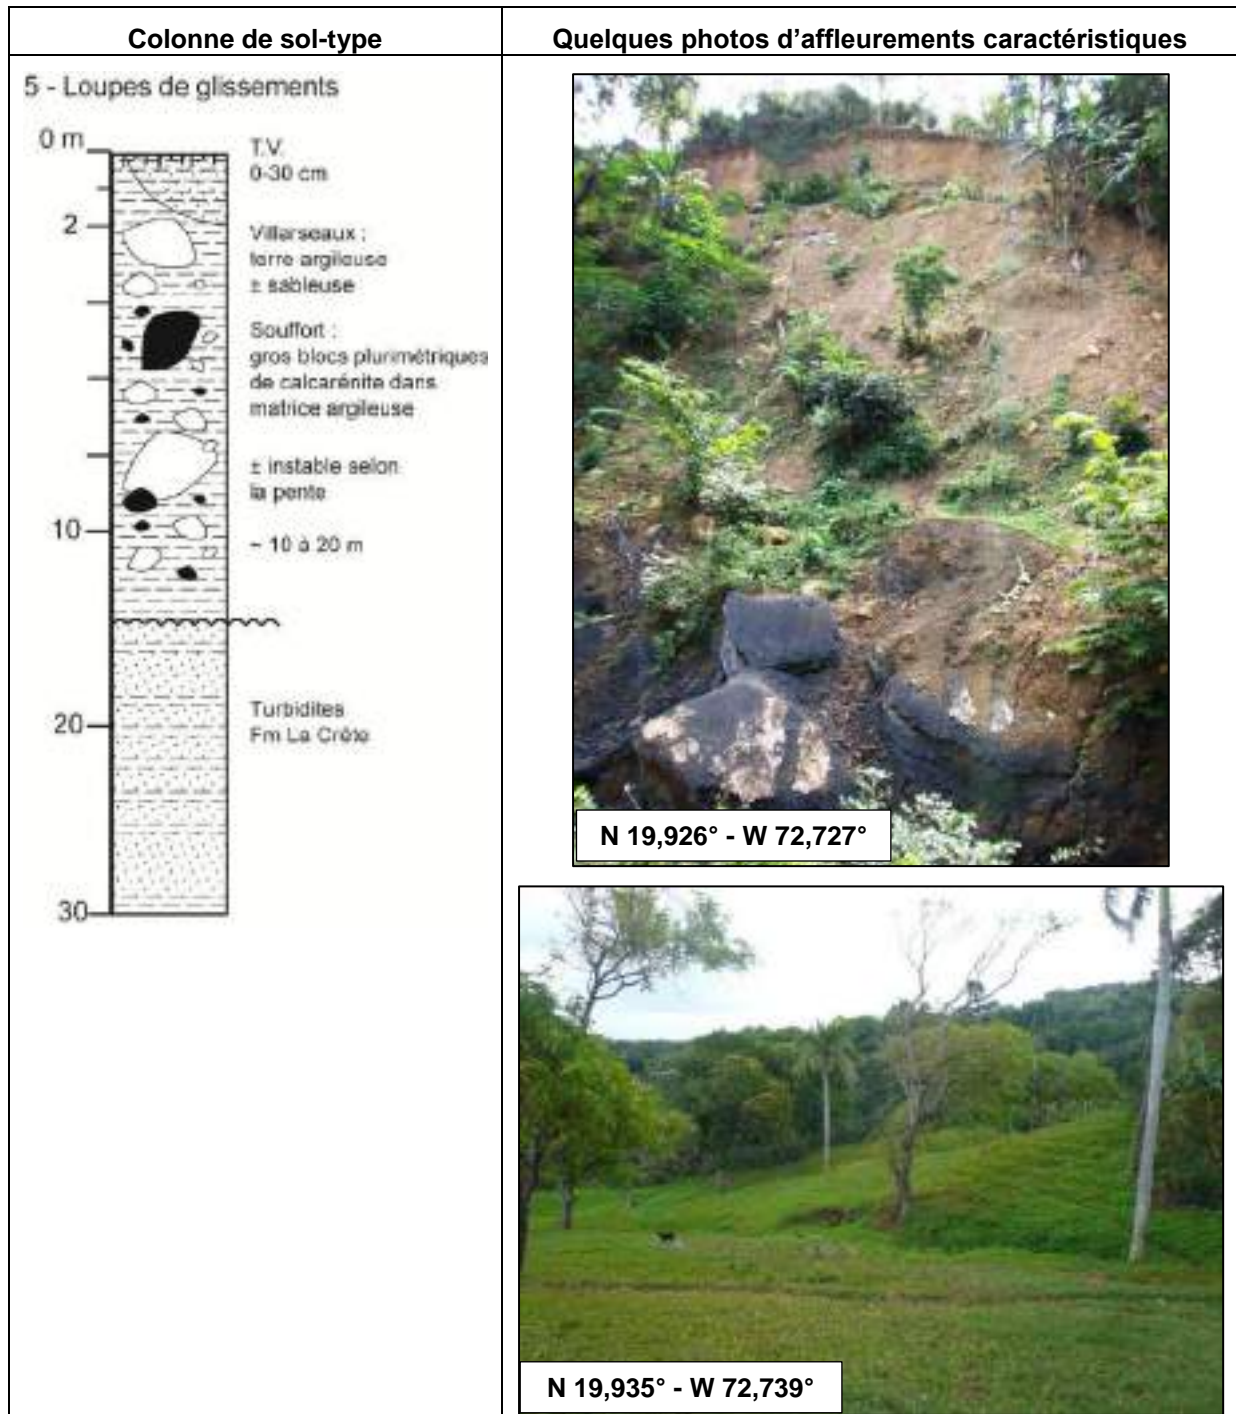 Colonne de sol-type
Quelques photos d'affleurements caractéristiques
5 - Loupes de glissements
0 m
2
10
20
30
T.V.
0-30 cm
Villarseaux :
terre argileuse
± sableuse
Souffort :
gros blocs plurimétriques
de calcarénite dans
matrice argileuse
± instable selon
la pente
~ 10 à 20 m
Turbidites
Fm La Crête
N 19,926° - W 72,727°
N 19,935° - W 72,739°